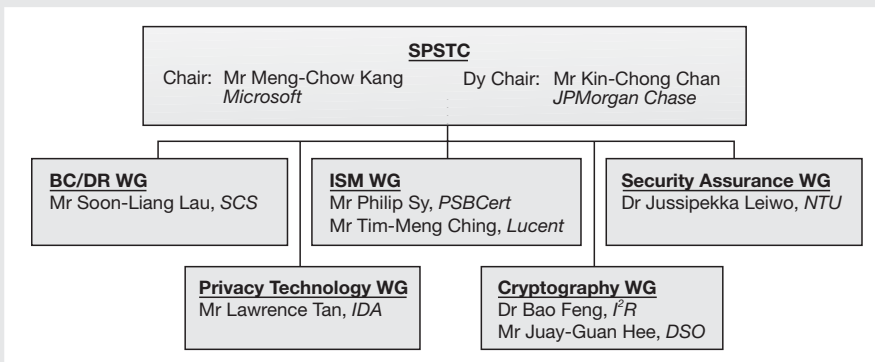 SPSTC
Chair: Mr Meng-Chow Kang Dy Chair: Mr Kin-Chong Chan
Microsoft JPMorgan Chase
BC/DR WG
Mr Soon-Liang Lau, SCS
ISM WG
Mr Philip Sy, PSBCert
Mr Tim-Meng Ching, Lucent
Security Assurance WG
Dr Jussipekka Leiwo, NTU
Privacy Technology WG
Mr Lawrence Tan, IDA
Cryptography WG
Dr Bao Feng, I²R
Mr Juay-Guan Hee, DSO